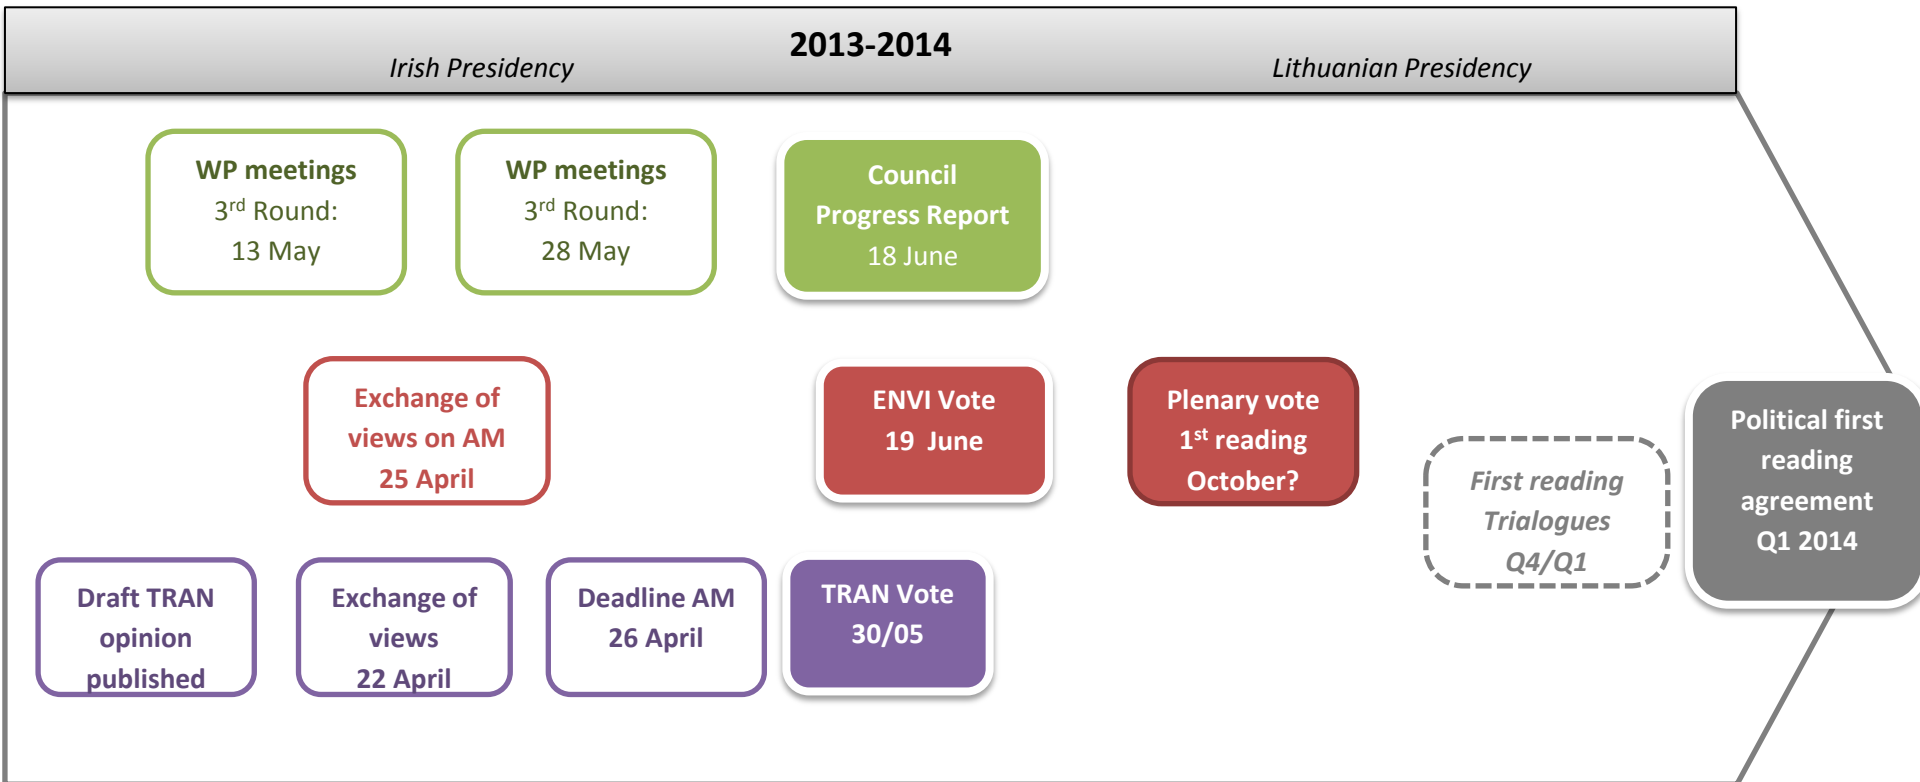 2013-2014
Irish Presidency
Lithuanian Presidency
WP meetings
3rd Round:
13 May
WP meetings
3rd Round:
28 May
Council
Progress Report
18 June
Exchange of
views on AM
25 April
ENVI Vote
19 June
Plenary vote
1st reading
October?
First reading
Trialogues
Q4/Q1
Political first
reading
agreement
Q1 2014
Draft TRAN
opinion
published
Exchange of
views
22 April
Deadline AM
26 April
TRAN Vote
30/05